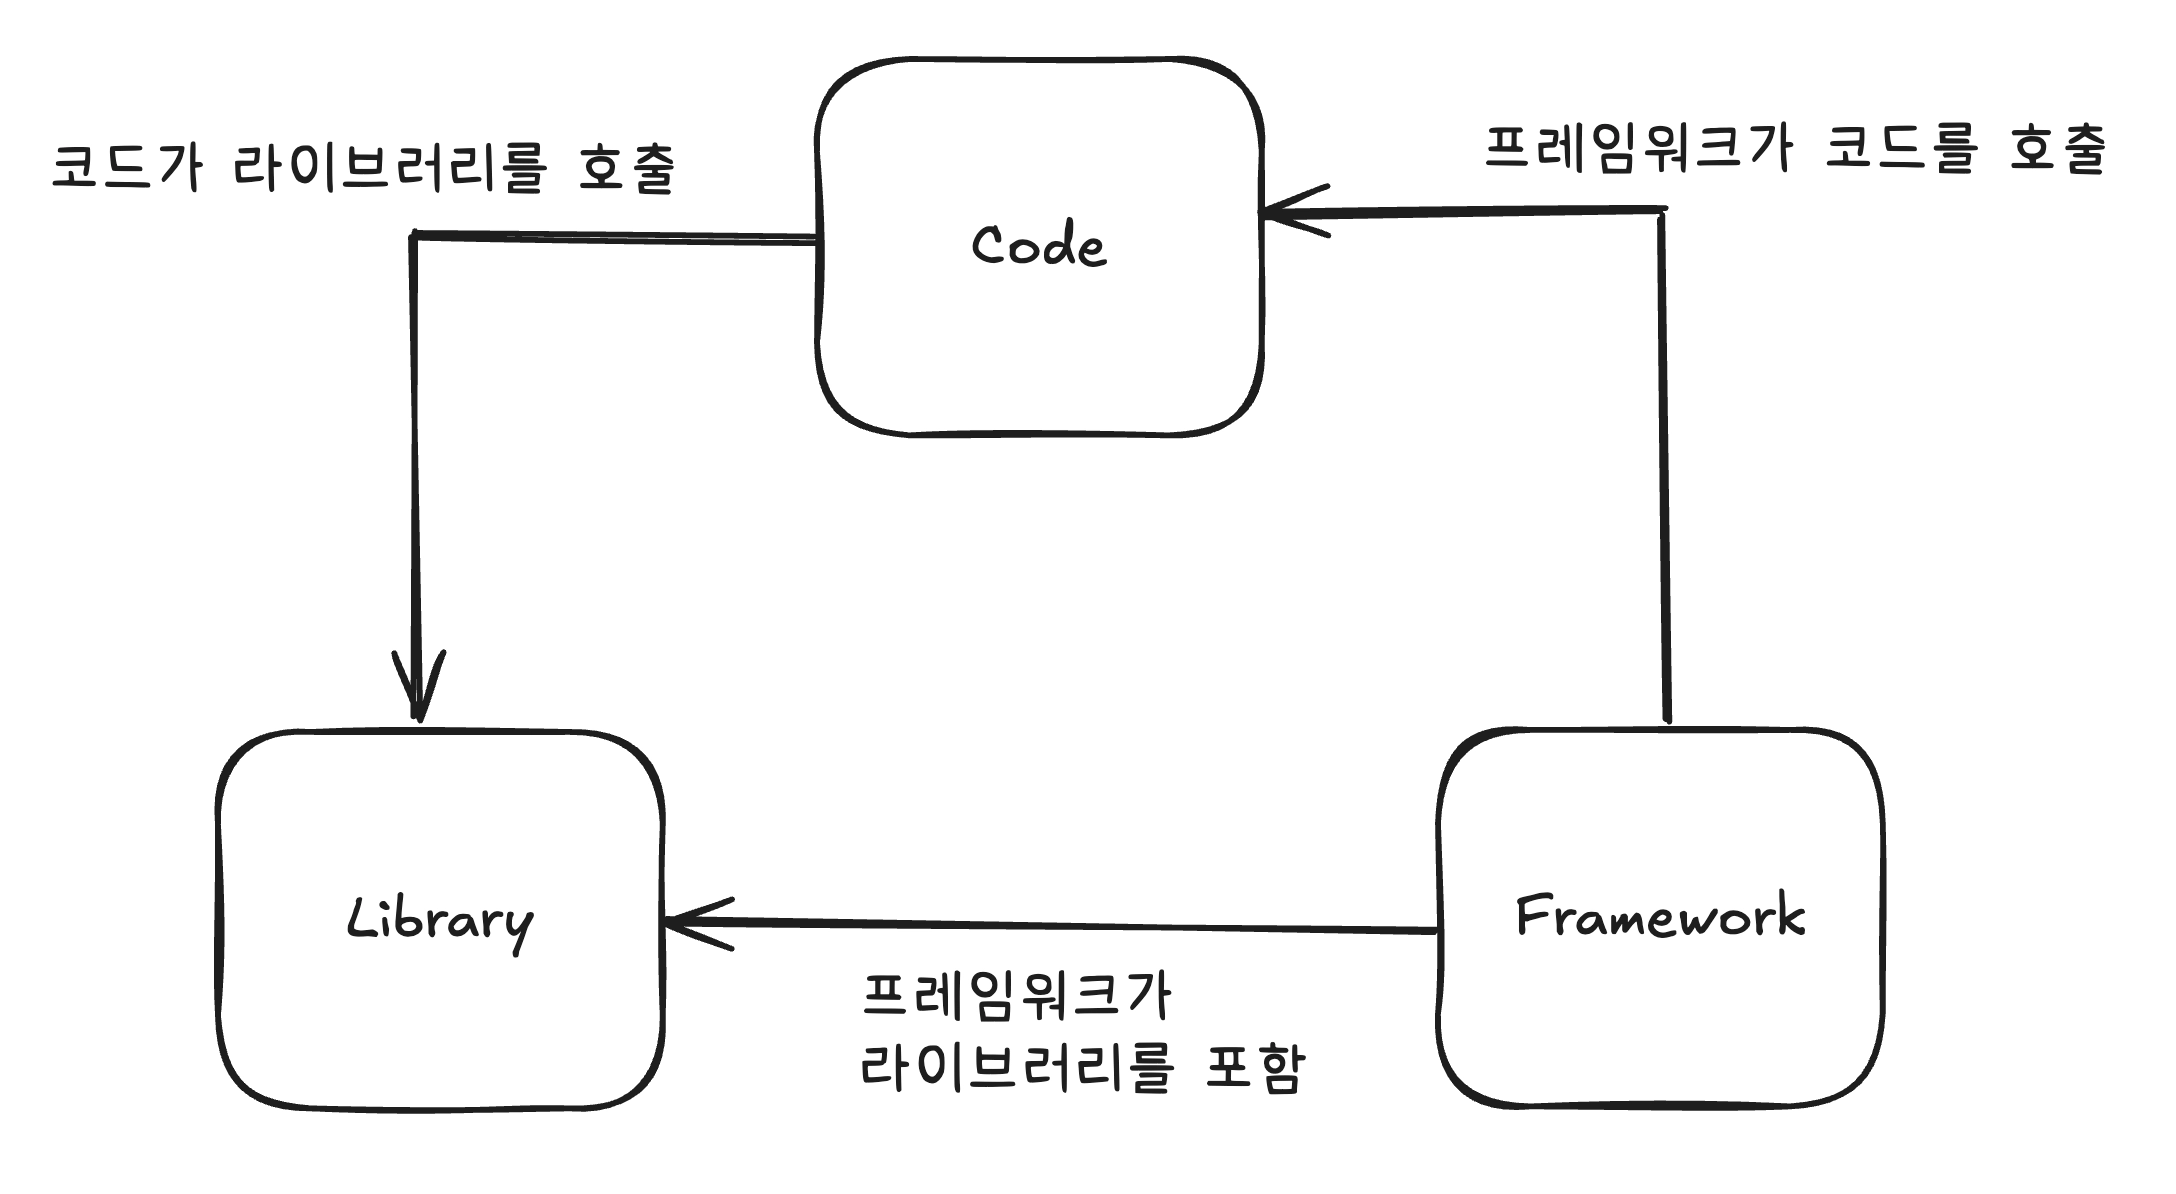 코드가 라이브러리를 호출
프레임워크가 코드를 호출
Code
Library
Framework
프레임워크가
라이브러리를 포함